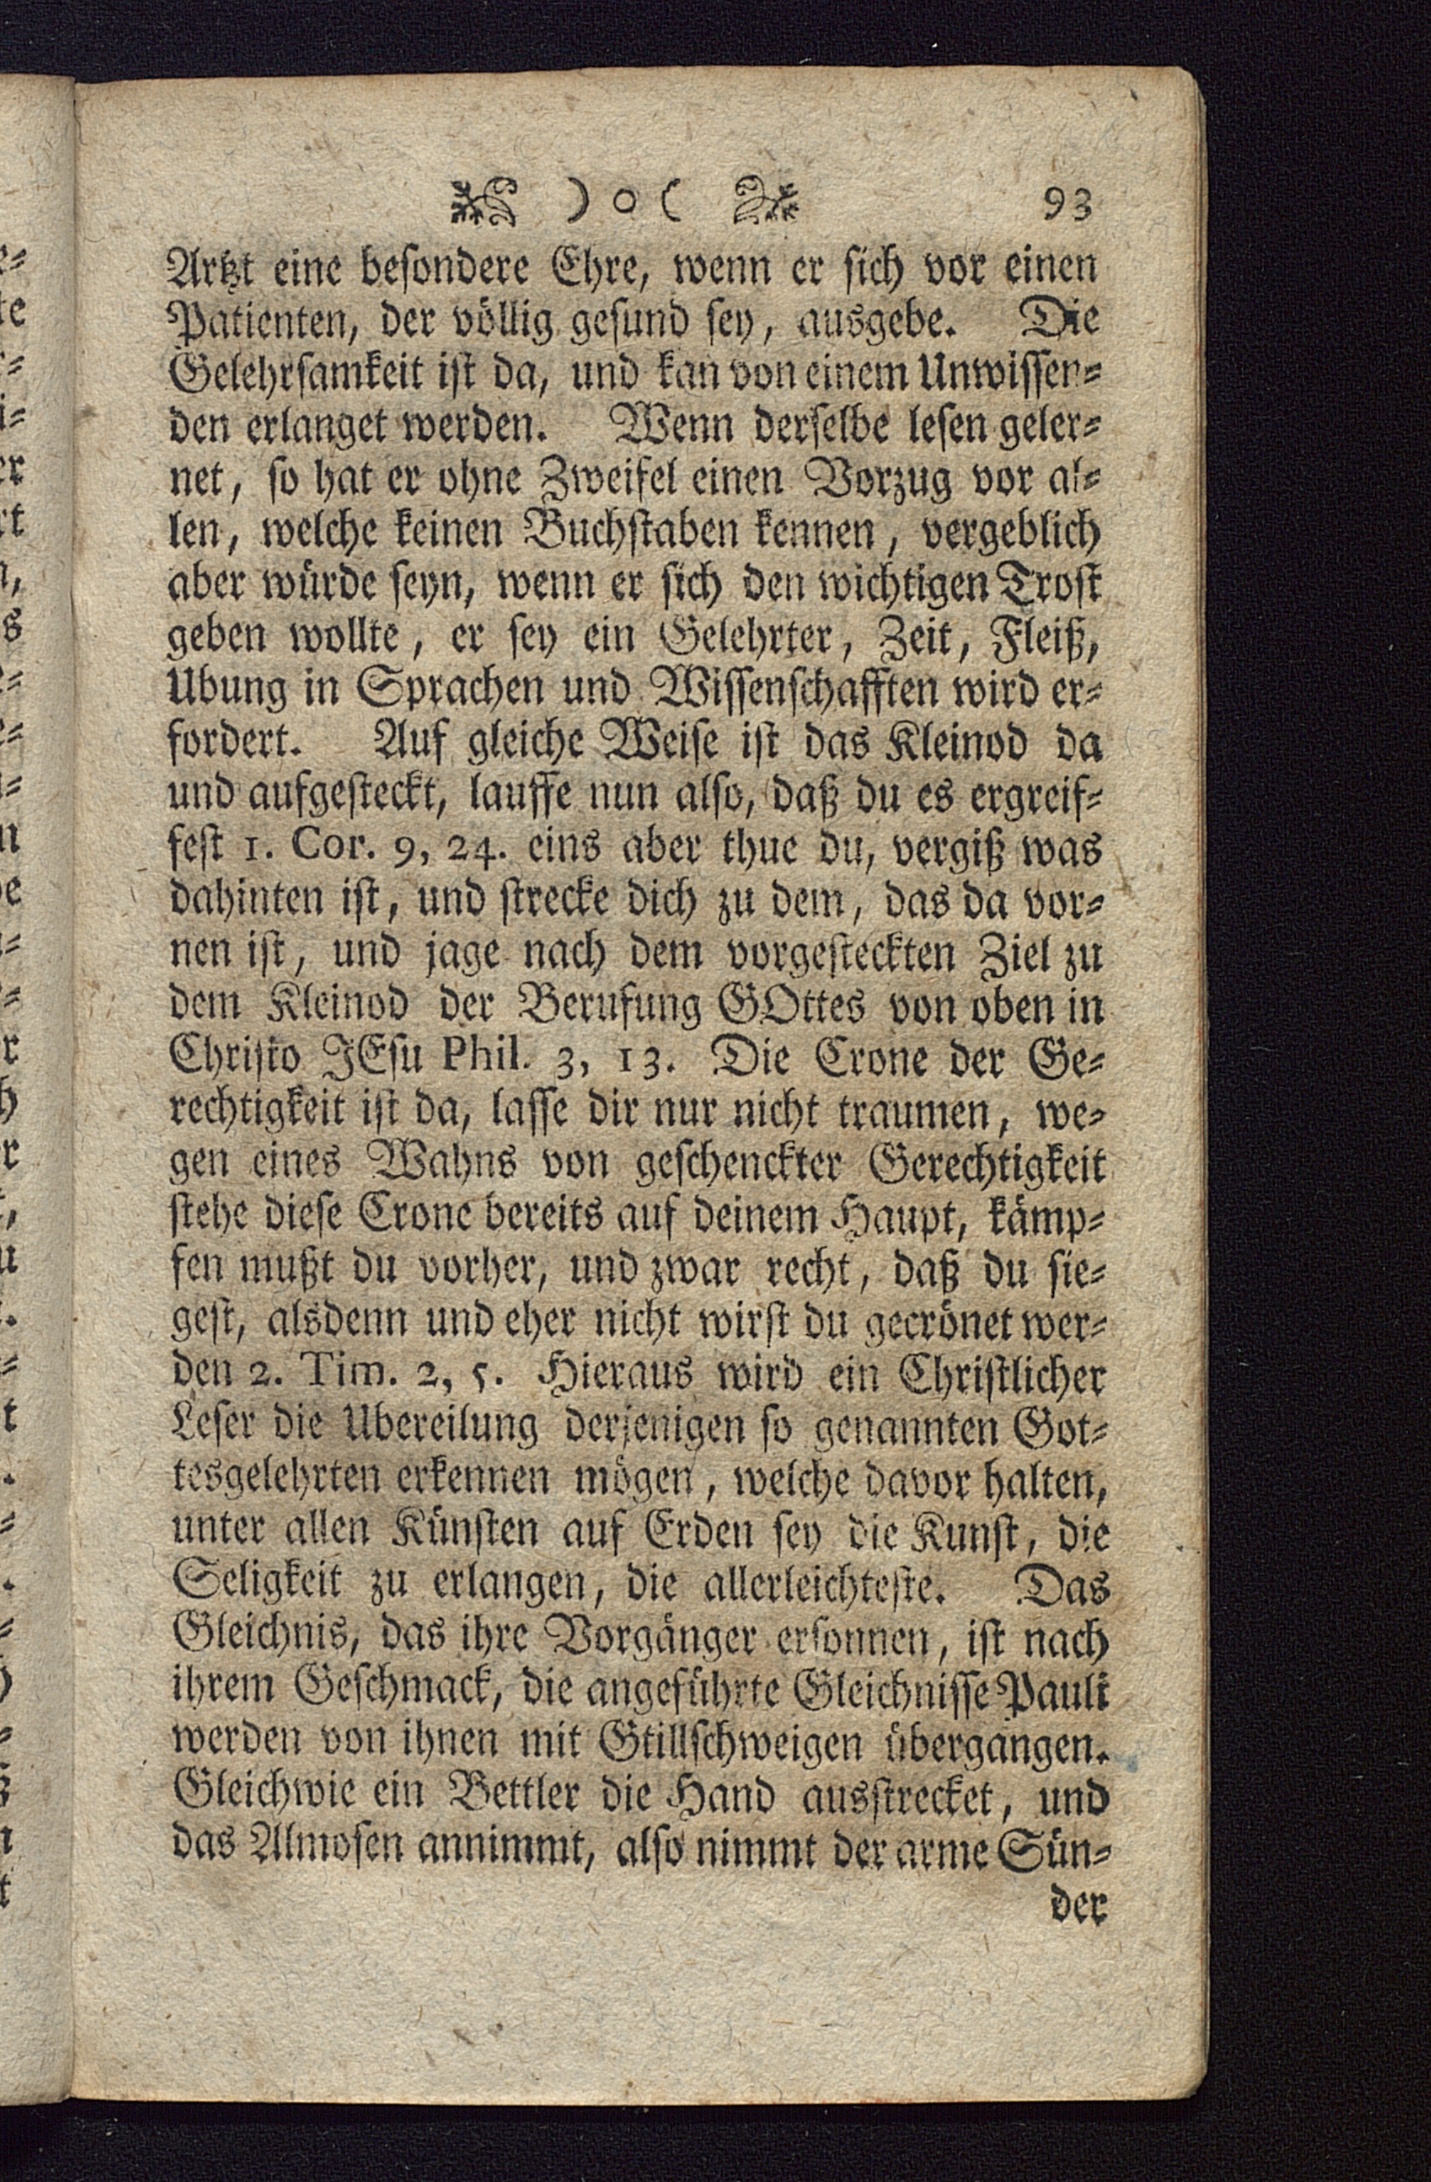 ) o ( 93
Artzt eine besondere Ehre, wenn er sich vor einen
Patienten, der völlig gesund sey, ausgebe. Die
Gelehrsamkeit ist da, und kan von einem Unwissen-
den erlanget werden. Wenn derselbe lesen geler-
net, so hat er ohne Zweifel einen Vorzug vor al-
len, welche keinen Buchstaben kennen, vergeblich
aber würde seyn, wenn er sich den wichtigen Trost
geben wollte, er sey ein Gelehrter, Zeit, Fleiß,
Ubung in Sprachen und Wissenschafften wird er-
fordert. Auf gleiche Weise ist das Kleinod da
und aufgesteckt, lauffe nun also, daß du es ergreif-
fest 1. Cor. 9, 24. eins aber thue du, vergiß was
dahinten ist, und strecke dich zu dem, das da vor-
nen ist, und jage nach dem vorgesteckten Ziel zu
dem Kleinod der Berufung GOttes von oben in
Christo JEsu Phil. 3, 13. Die Crone der Ge-
rechtigkeit ist da, lasse dir nur nicht traumen, we-
gen eines Wahns von geschenckter Gerechtigkeit
stehe diese Crone bereits auf deinem Haupt, kämp-
fen mußt du vorher, und zwar recht, daß du sie-
gest, alsdenn und eher nicht wirst du gecrönet wer-
den 2. Tim. 2, 5. Hieraus wird ein Christlicher
Leser die Ubereilung derjenigen so genannten Got-
tesgelehrten erkennen mögen, welche davor halten,
unter allen Künsten auf Erden sey die Kunst, die
Seligkeit zu erlangen, die allerleichteste. Das
Gleichnis, das ihre Vorgänger ersonnen, ist nach
ihrem Geschmack, die angeführte Gleichnisse Pauli
werden von ihnen mit Gtillschweigen übergangen.
Gleichwie ein Bettler die Hand ausstrecket, und
das Almosen annimmt, also nimmt der arme Sün-
der